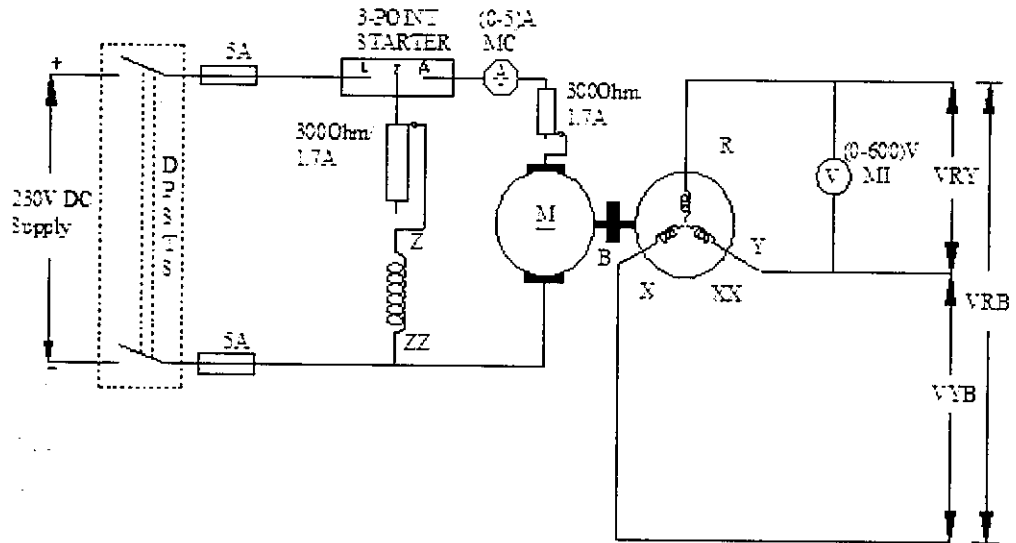 3-POINT
STARTER
(0-5)A
MC
5A
L
A
A
+
300Ohm/
1.7A
300Ohm
1.7A
230V DC
Supply
D
P
S
T
S
Z
ZZ
5A
-
M
B
R
Y
X
XX
(0-600)V
MI
V
VRY
VRB
VYB